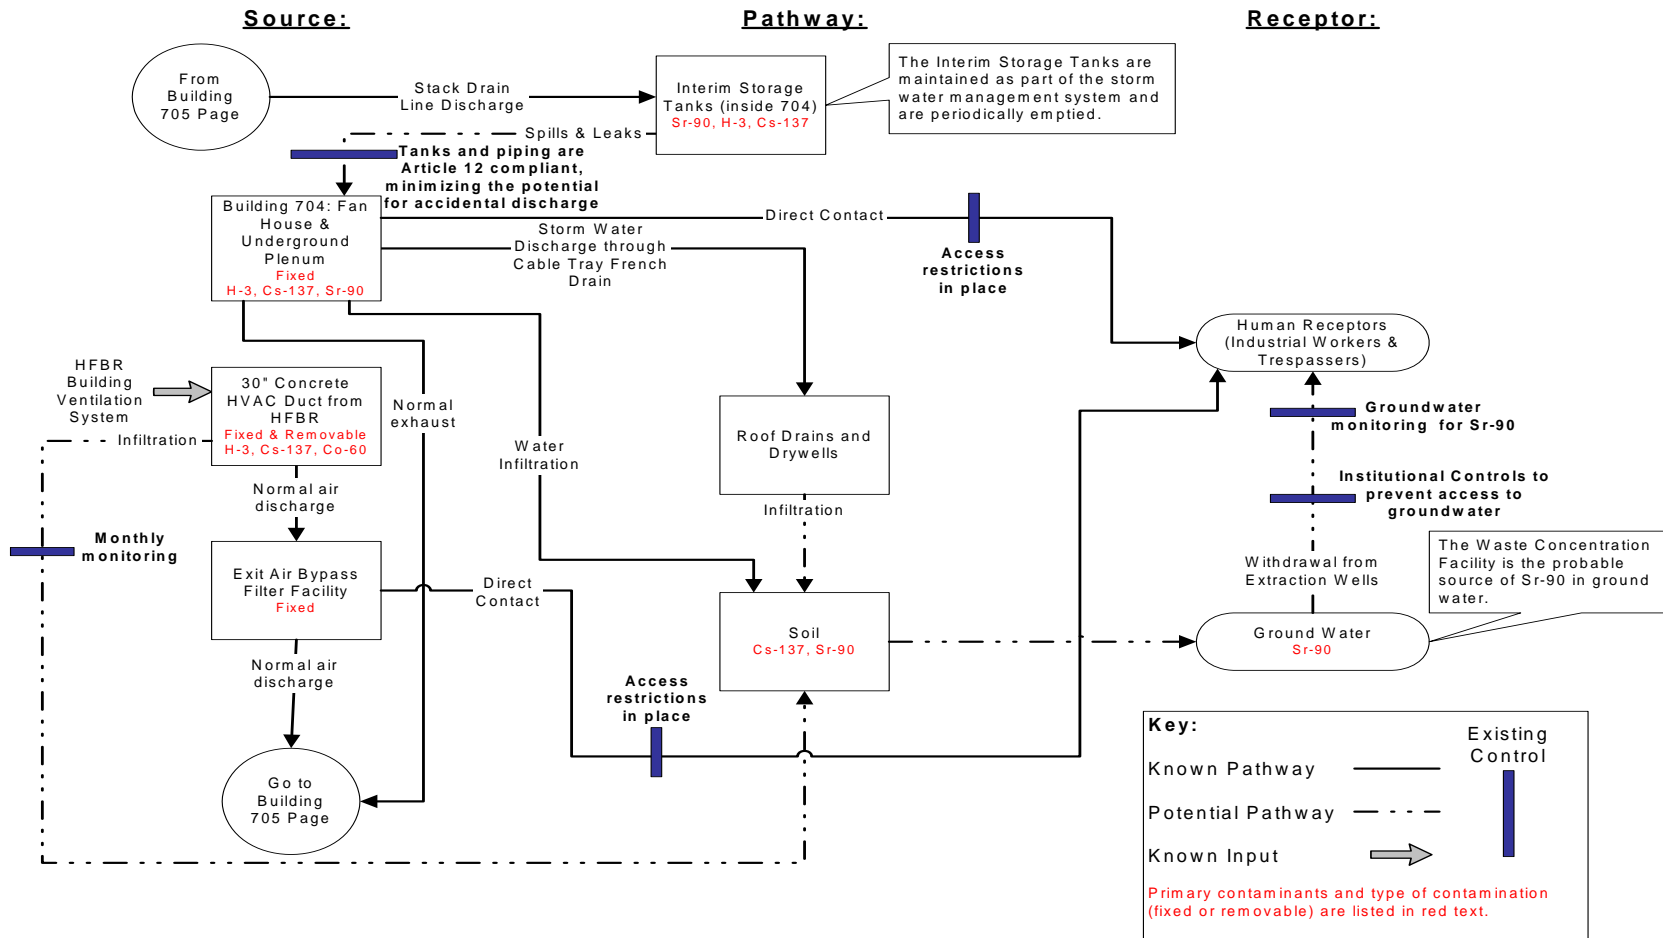 Source:
Pathway:
Receptor:
From
Building
705 Page
Stack Drain
Line Discharge
Interim Storage
Tanks (inside 704)
Sr-90, H-3, Cs-137
The Interim Storage Tanks are
maintained as part of the storm
water management system and
are periodically emptied.
Spills & Leaks
Tanks and piping are
Article 12 compliant,
minimizing the potential
for accidental discharge
Building 704: Fan
House &
Underground
Plenum
Fixed
H-3, Cs-137, Sr-90
Direct Contact
Storm Water
Discharge through
Cable Tray French
Drain
Access
restrictions
in place
Human Receptors
(Industrial Workers &
Trespassers)
HFBR
Building
Ventilation
System
30" Concrete
HVAC Duct from
HFBR
Fixed & Removable
H-3, Cs-137, Co-60
Infiltration
Normal
exhaust
Water
Infiltration
Roof Drains and
Drywells
Groundwater
monitoring for Sr-90
Normal air
discharge
Infiltration
Institutional Controls to
prevent access to
groundwater
Monthly
monitoring
Exit Air Bypass
Filter Facility
Fixed
Direct
Contact
Withdrawal from
Extraction Wells
The Waste Concentration
Facility is the probable
source of Sr-90 in ground
water.
Soil
Cs-137, Sr-90
Ground Water
Sr-90
Normal air
discharge
Access
restrictions
in place
Go to
Building
705 Page
Key:
Existing
Control
Known Pathway
Potential Pathway
Known Input
Primary contaminants and type of contamination
(fixed or removable) are listed in red text.